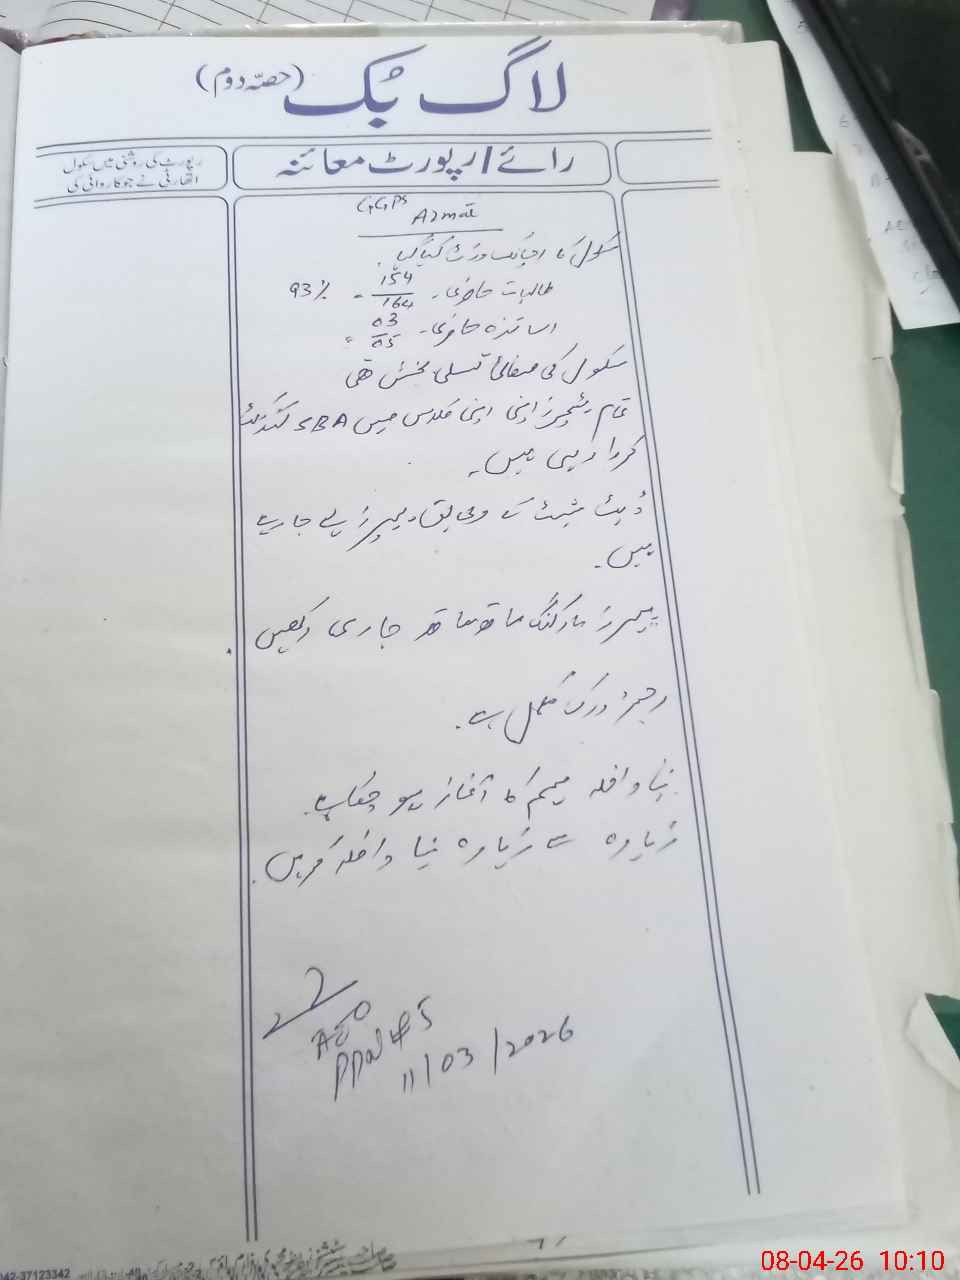 لاگ بُک (حصّہ دوم)
رائے / رپورٹ معائنہ
رپورٹ کی روشنی میں سکول
اتھارٹی نے جو کاروائی کی
GGPS Azmat
سکول کا اچانک وزٹ کیا گیا۔
طالبات حاضری۔ 154/164 = 93%
اساتذہ حاضری۔ 03/05 =
سکول کی صفائی تسلی بخش تھی
تمام ٹیچرز اپنی اپنی کلاس میں SBA کنڈکٹ
کروا رہی ہیں۔
ڈیٹ شیٹ کے مطابق پیپرز لیے جا رہے
ہیں۔
پیپرز مارکنگ ساتھ ساتھ جاری رکھیں۔
رجسٹر ورک مکمل ہے۔
نیا داخلہ مہم کا آغاز ہو چکا ہے۔
زیادہ سے زیادہ نیا داخلہ کریں۔
AEO
11/03/2026
042-37123342
08-04-26 10:10